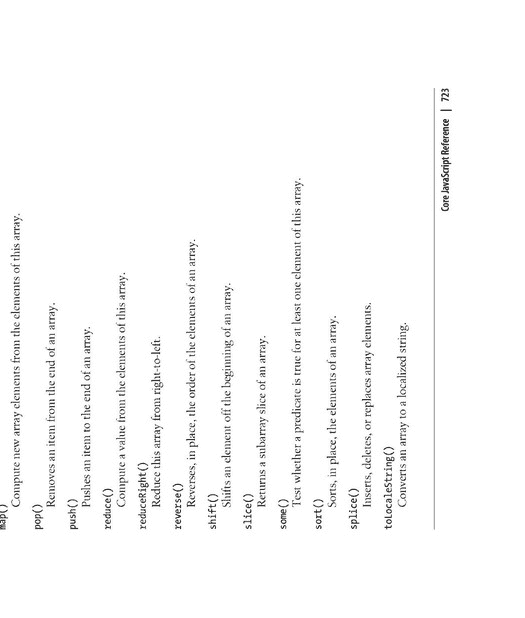 map()
Compute new array elements from the elements of this array.
pop()
Removes an item from the end of an array.
push()
Pushes an item to the end of an array.
reduce()
Compute a value from the elements of this array.
reduceRight()
Reduce this array from right-to-left.
reverse()
Reverses, in place, the order of the elements of an array.
shift()
Shifts an element off the beginning of an array.
slice()
Returns a subarray slice of an array.
some()
Test whether a predicate is true for at least one element of this array.
sort()
Sorts, in place, the elements of an array.
splice()
Inserts, deletes, or replaces array elements.
toLocaleString()
Converts an array to a localized string.
Core JavaScript Reference | 723